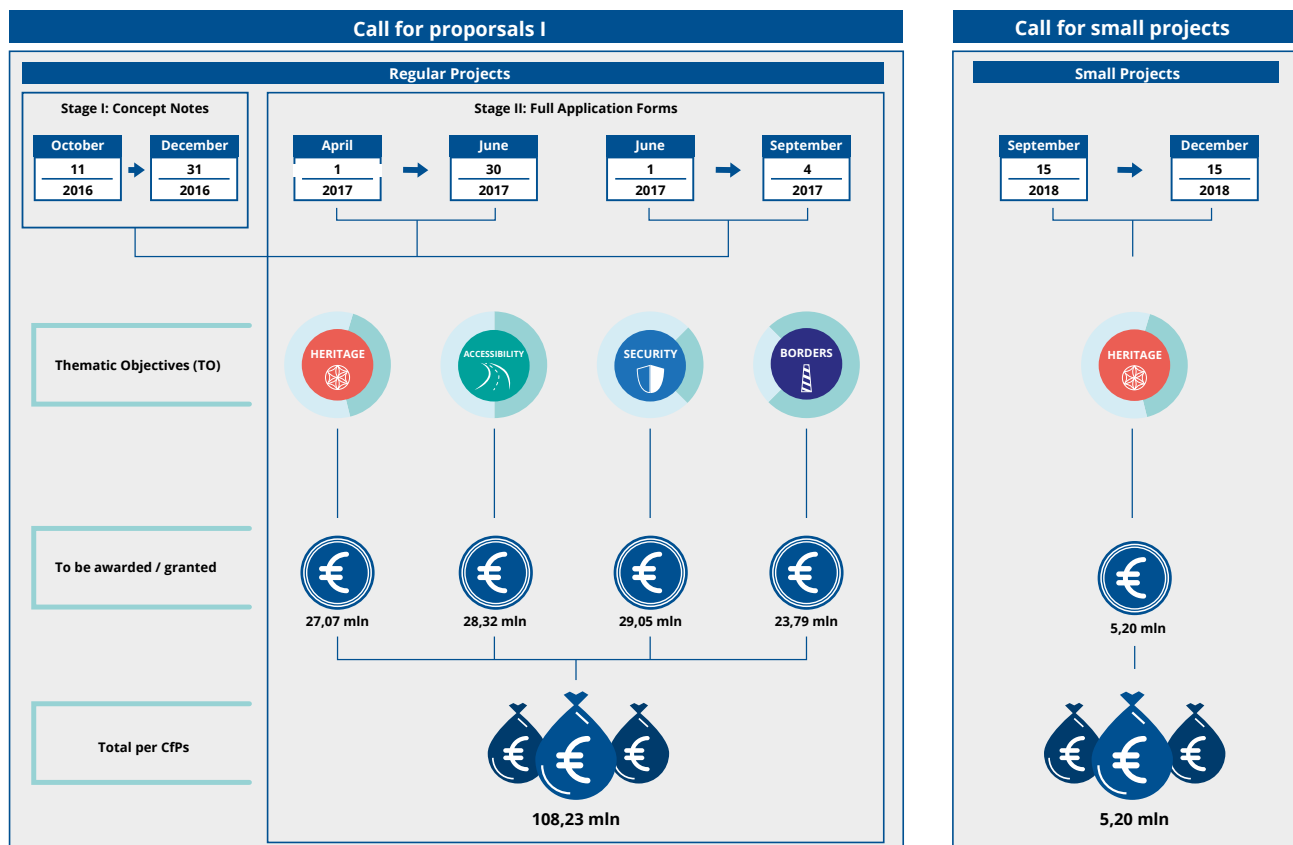 Call for proporsals I
Regular Projects
Stage I: Concept Notes
October
11
2016
December
31
2016
Stage II: Full Application Forms
April
1
2017
June
30
2017
June
1
2017
September
4
2017
Thematic Objectives (TO)
HERITAGE
ACCESSIBILITY
SECURITY
BORDERS
To be awarded / granted
€
€
€
€
27,07 mln
28,32 mln
29,05 mln
23,79 mln
Total per CfPs
€
€
€
108,23 mln
Call for small projects
Small Projects
September
15
2018
December
15
2018
HERITAGE
€
5,20 mln
€
€
€
5,20 mln